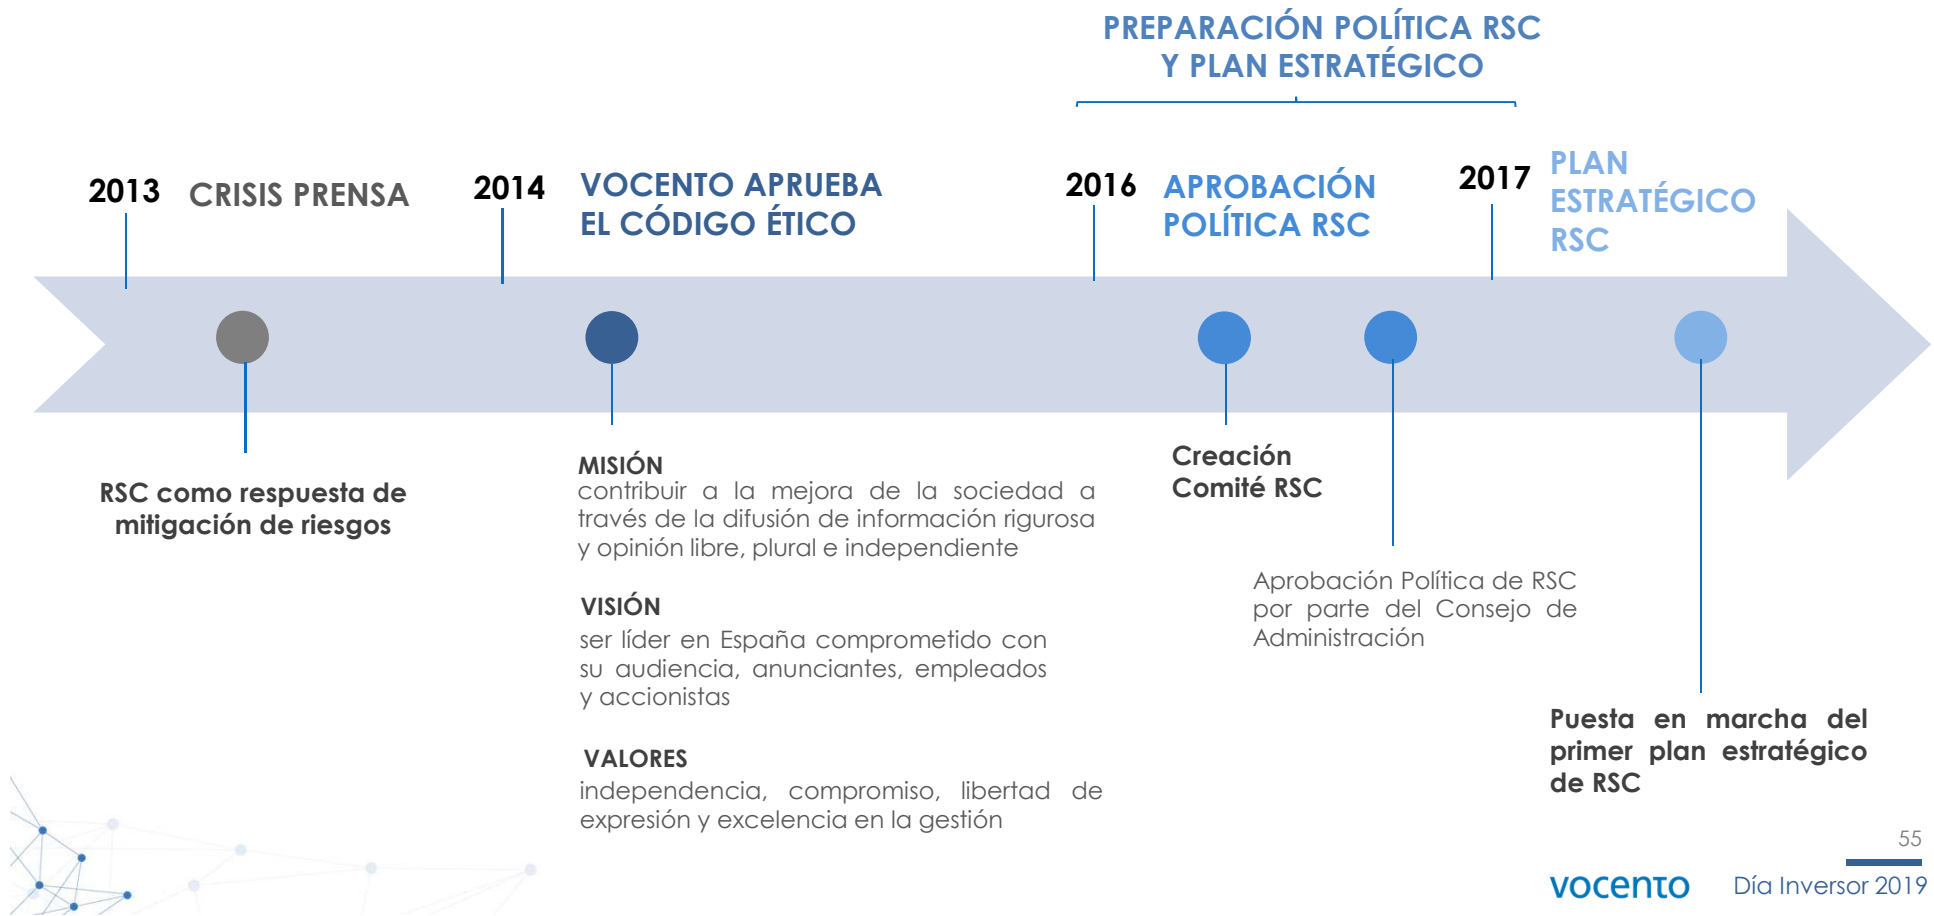 PREPARACIÓN POLÍTICA RSC
Y PLAN ESTRATÉGICO
2013
CRISIS PRENSA
2014
VOCENTO APRUEBA
EL CÓDIGO ÉTICO
2016
APROBACIÓN
POLÍTICA RSC
2017
PLAN
ESTRATÉGICO
RSC
RSC como respuesta de
mitigación de riesgos
MISIÓN
contribuir a la mejora de la sociedad a
través de la difusión de información rigurosa
y opinión libre, plural e independiente
VISIÓN
ser líder en España comprometido con
su audiencia, anunciantes, empleados
y accionistas
VALORES
independencia, compromiso, libertad de
expresión y excelencia en la gestión
Creación
Comité RSC
Aprobación Política de RSC
por parte del Consejo de
Administración
Puesta en marcha del
primer plan estratégico
de RSC
55
vocento
Día Inversor 2019